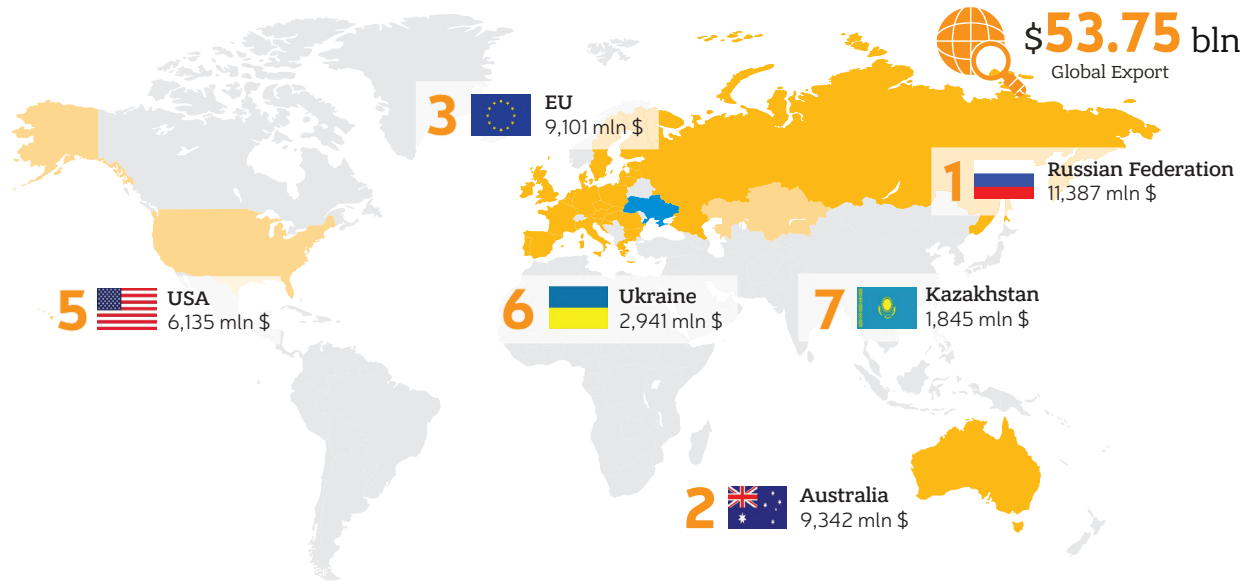 $53.75 bln
Global Export
3
EU
9,101 mln $
1
Russian Federation
11,387 mln $
5
USA
6,135 mln $
6
Ukraine
2,941 mln $
7
Kazakhstan
1,845 mln $
2
Australia
9,342 mln $